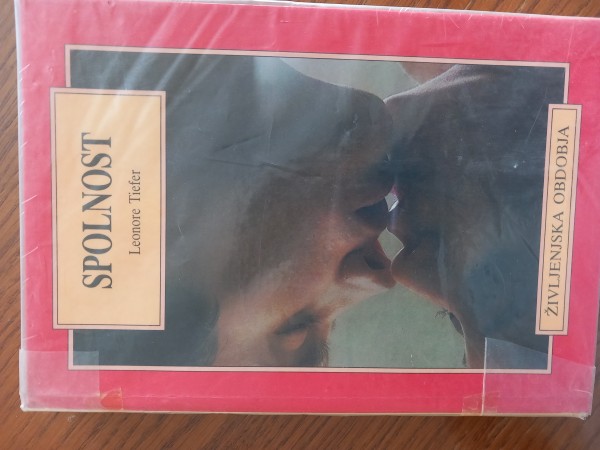 SPOLNOST
Leonore Tiefer
ŽIVLJENJSKA OBDOBJA